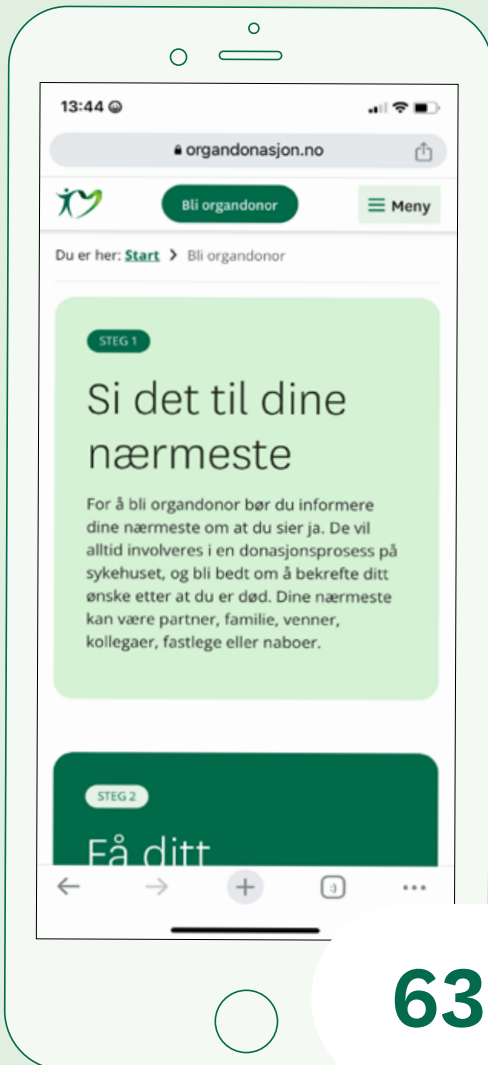 13:44
organdonasjon.no
Bli organdonor
Meny
Du er her: Start > Bli organdonor
STEG 1
Si det til dine
nærmeste
For å bli organdonor bør du informere
dine nærmeste om at du sier ja. De vil
alltid involveres i en donasjonsprosess på
sykehuset, og bli bedt om å bekrefte ditt
ønske etter at du er død. Dine nærmeste
kan være partner, familie, venner,
kollegaer, fastlege eller naboer.
STEG 2
Få ditt
:)
63